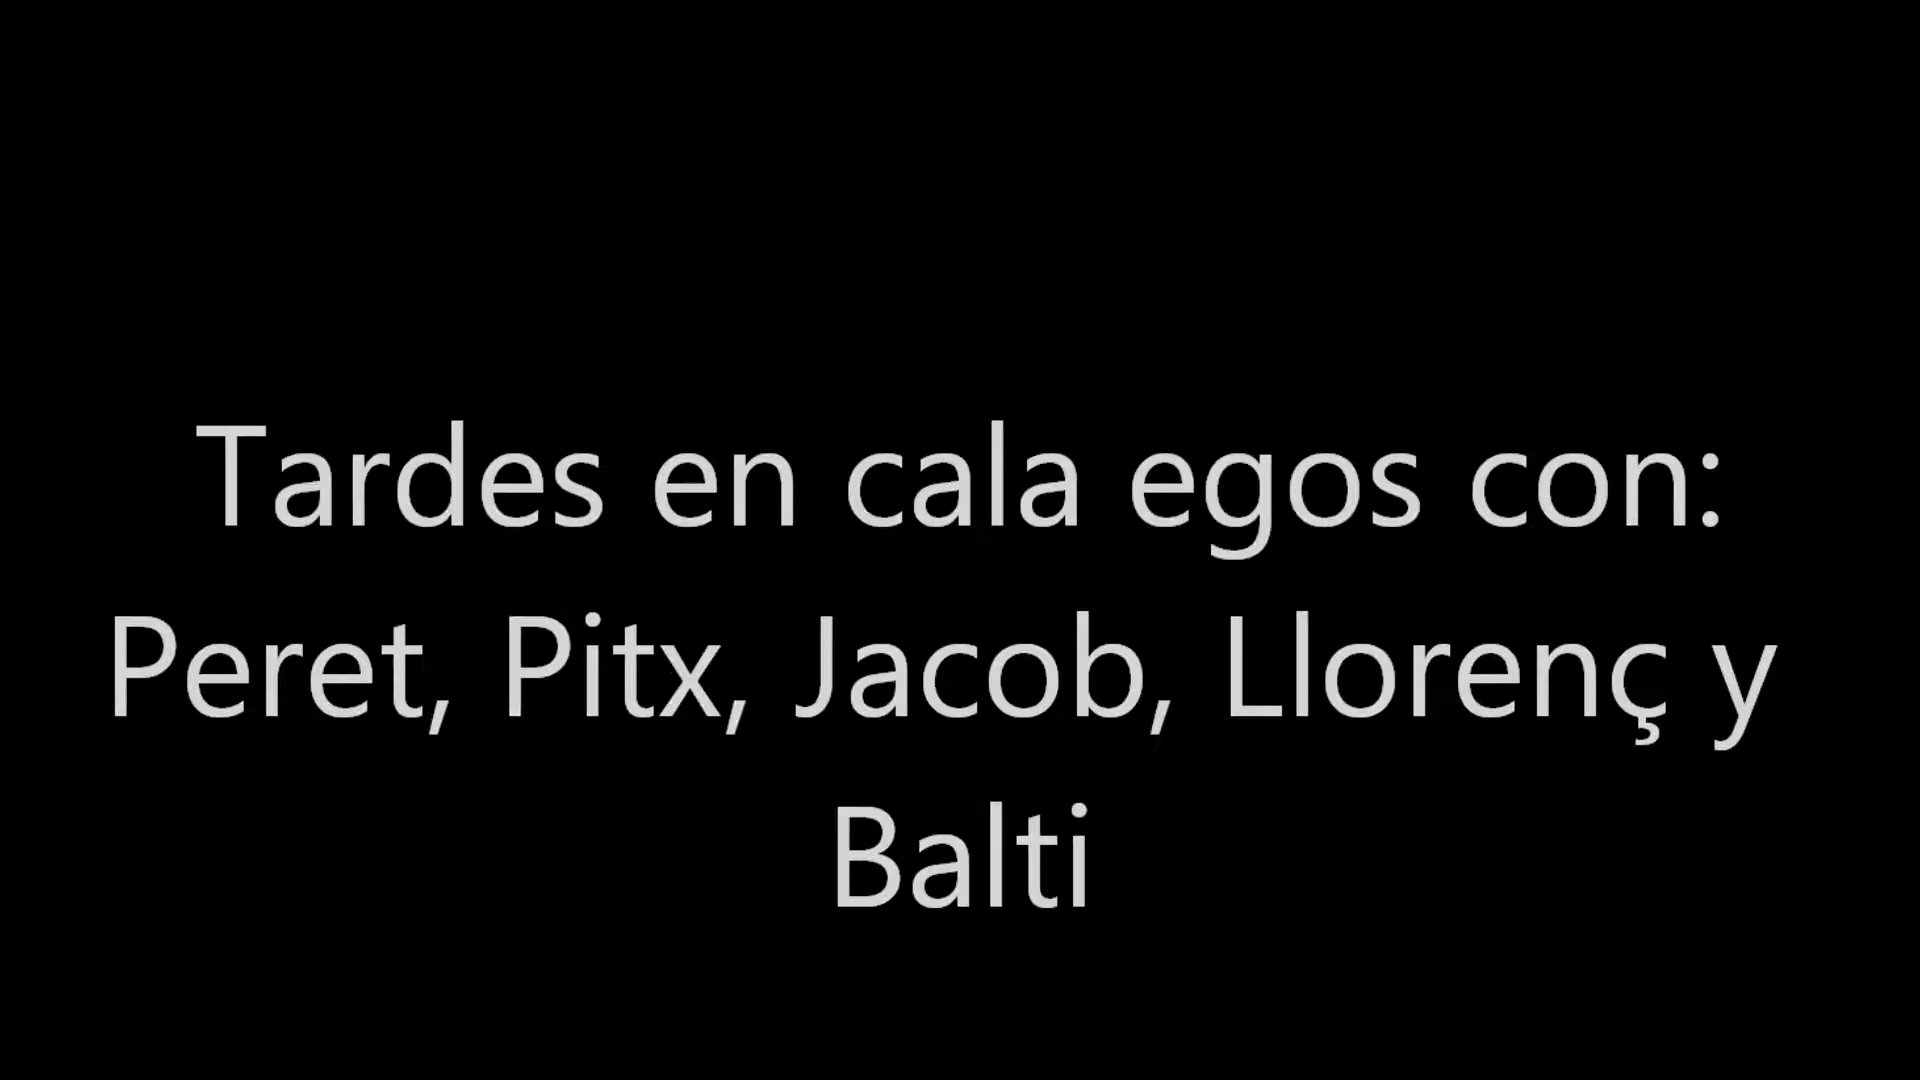 Tardes en cala egos con:
Peret, Pitx, Jacob, Llorenç y
Balti